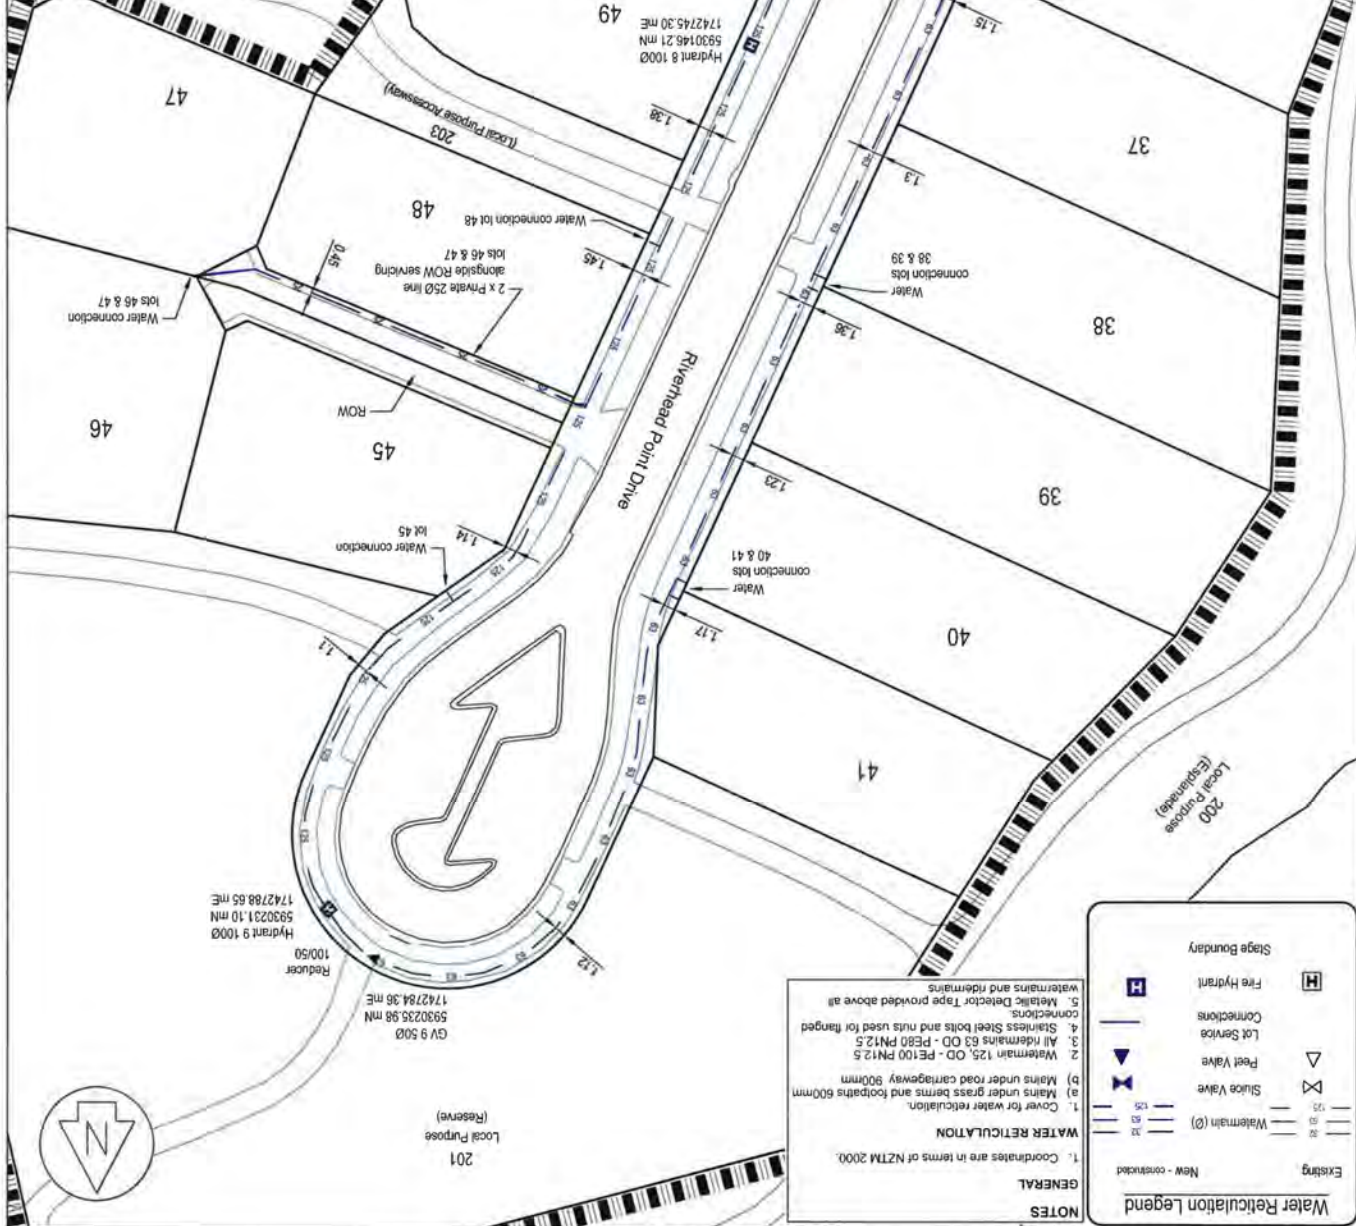 Water Reticulation Legend
Existing
New - constructed
32
63
125
Watermain (Ø)
32
63
125
Sluice Valve
Peet Valve
Lot Service
Connections
Fire Hydrant
H
H
Stage Boundary
NOTES
GENERAL
1. Coordinates are in terms of NZTM 2000.
WATER RETICULATION
1. Cover for water reticulation.
a) Mains under grass berms and footpaths 600mm
b) Mains under road carriageway 900mm
2. Watermain 125, OD - PE100 PN12.5
3. All ridermains 63 OD - PE80 PN12.5
4. Stainless Steel bolts and nuts used for flanged
connections.
5. Metallic Detector Tape provided above all
watermains and ridermains
201
Local Purpose
(Reserve)
N
GV 9 50Ø
5930235.98 mN
1742784.36 mE
Reducer
100/50
Hydrant 9 100Ø
5930231.10 mN
1742788.65 mE
H
1.12
200
Local Purpose
(Esplanade)
41
40
39
38
37
1.17
Water
connection lots
40 & 41
1.23
1.36
Water
connection lots
38 & 39
1.3
1.15
1.1
Water connection
lot 45
1.14
45
46
ROW
Riverhead Point Drive
Water connection
lots 46 & 47
2 x Private 25Ø line
alongside ROW servicing
lots 46 & 47
0.45
1.45
Water connection lot 48
48
47
203
(Local Purpose Accessway)
1.38
Hydrant 8 100Ø
5930146.21 mN
1742745.30 mE
H
49